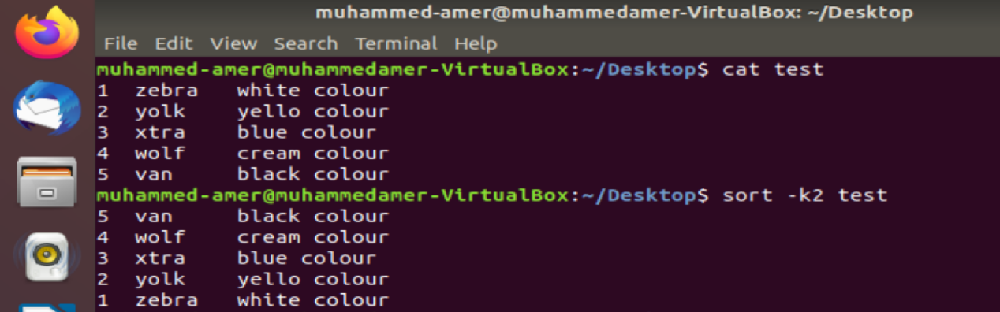 muhammed-amer@muhammedamer-VirtualBox: ~/Desktop
File Edit View Search Terminal Help
muhammed-amer@muhammedamer-VirtualBox:~/Desktop$ cat test
1  zebra   white colour
2  yolk    yello colour
3  xtra    blue colour
4  wolf    cream colour
5  van     black colour
muhammed-amer@muhammedamer-VirtualBox:~/Desktop$ sort -k2 test
5  van     black colour
4  wolf    cream colour
3  xtra    blue colour
2  yolk    yello colour
1  zebra   white colour